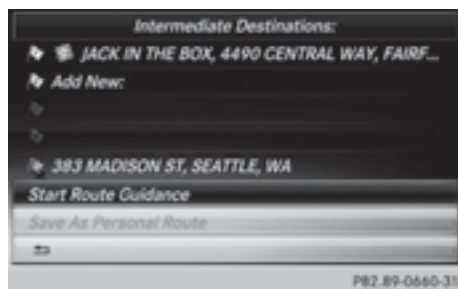 Intermediate Destinations:
JACK IN THE BOX, 4490 CENTRAL WAY, FAIRF...
Add New:
383 MADISON ST, SEATTLE, WA
Start Route Guidance
Save As Personal Route
P82.89-0660-31